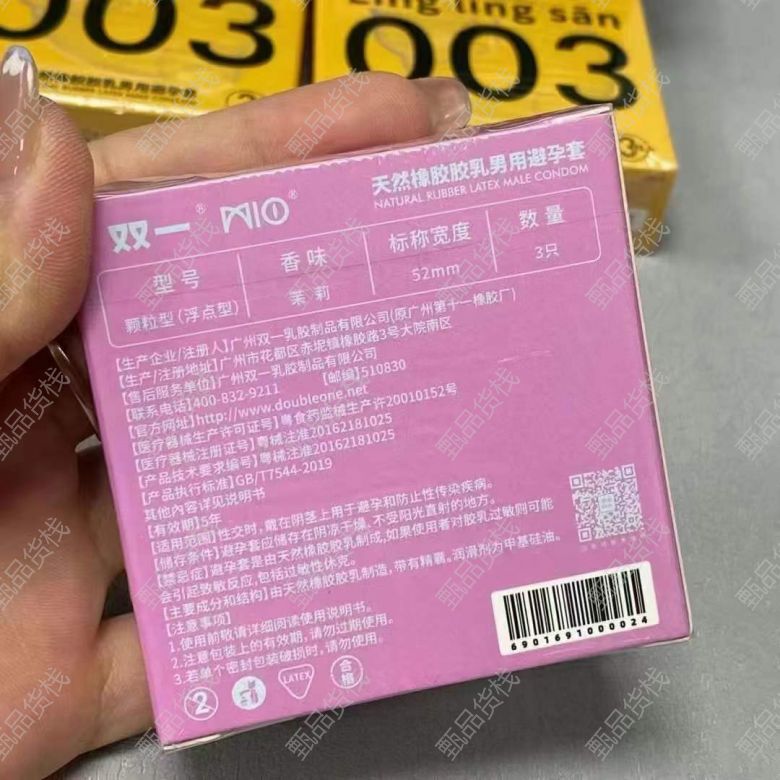 Zing ling sān
003
003
天然橡胶胶乳男用避孕套
NATURAL RUBBER LATEX MALE CONDOM
双一® MIO®
型号 香味 标称宽度 数量
颗粒型(浮点型) 茉莉 52mm 3只
【生产企业/注册人】广州双一乳胶制品有限公司(原广州第十一橡胶厂)
【生产/注册地址】广州市花都区赤坭镇橡胶路3号大院南区
【售后服务单位】广州双一乳胶制品有限公司
【联系电话】400-832-9211 【邮编】510830
【官方网址】http://www.doubleone.net
【医疗器械生产许可证号】粤食药监械生产许20010152号
【医疗器械注册证号】粤械注准20162181025
【产品技术要求编号】粤械注准20162181025
【产品执行标准】GB/T7544-2019
其他内容详见说明书
【有效期】5年
【适用范围】性交时,戴在阴茎上用于避孕和防止性传染疾病。
【储存条件】避孕套应储存在阴凉干燥、不受阳光直射的地方。
【禁忌症】避孕套是由天然橡胶胶乳制成,如果使用者对胶乳过敏则可能
会引起致敏反应,包括过敏性休克。
【主要成分和结构】由天然橡胶胶乳制造,带有精囊。润滑剂为甲基硅油。
【注意事项】
1.使用前敬请详细阅读使用说明书。
2.注意包装上的有效期,请勿过期使用。
3.若单个密封包装破损时,请勿使用。
2 LATEX 合格
6901691000024
甄品货栈